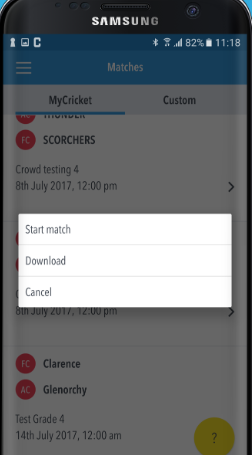 SAMSUNG
82% 11:18
Matches
MyCricket Custom
AC THUNDER
FC SCORCHERS
Crowd testing 4
8th July 2017, 12:00 pm
Start match
Download
Cancel
8th July 2017, 12:00 pm
FC Clarence
AC Glenorchy
Test Grade 4
14th July 2017, 12:00 am
?